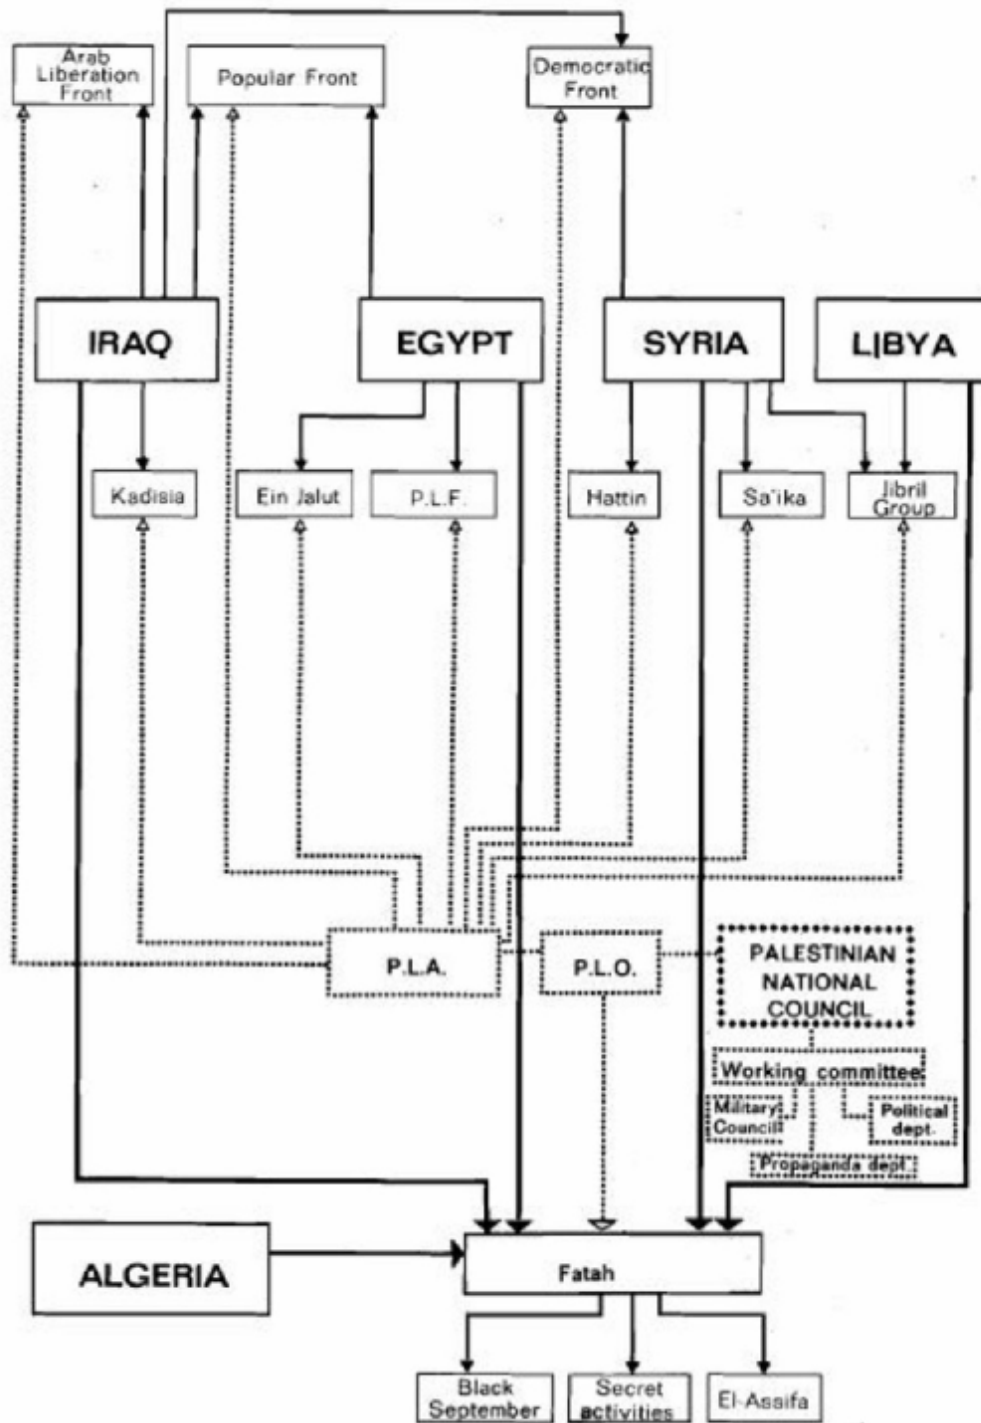 Arab
Liberation
Front
Popular Front
Democratic
Front
IRAQ
EGYPT
SYRIA
LIBYA
Kadisia
Ein Jalut
P.L.F.
Hattin
Sa'ika
Jibril
Group
P.L.A.
P.L.O.
PALESTINIAN
NATIONAL
COUNCIL
Working committee
Military
Council
Political
dept.
Propaganda dept.
ALGERIA
Fatah
Black
September
Secret
activities
El-Assifa